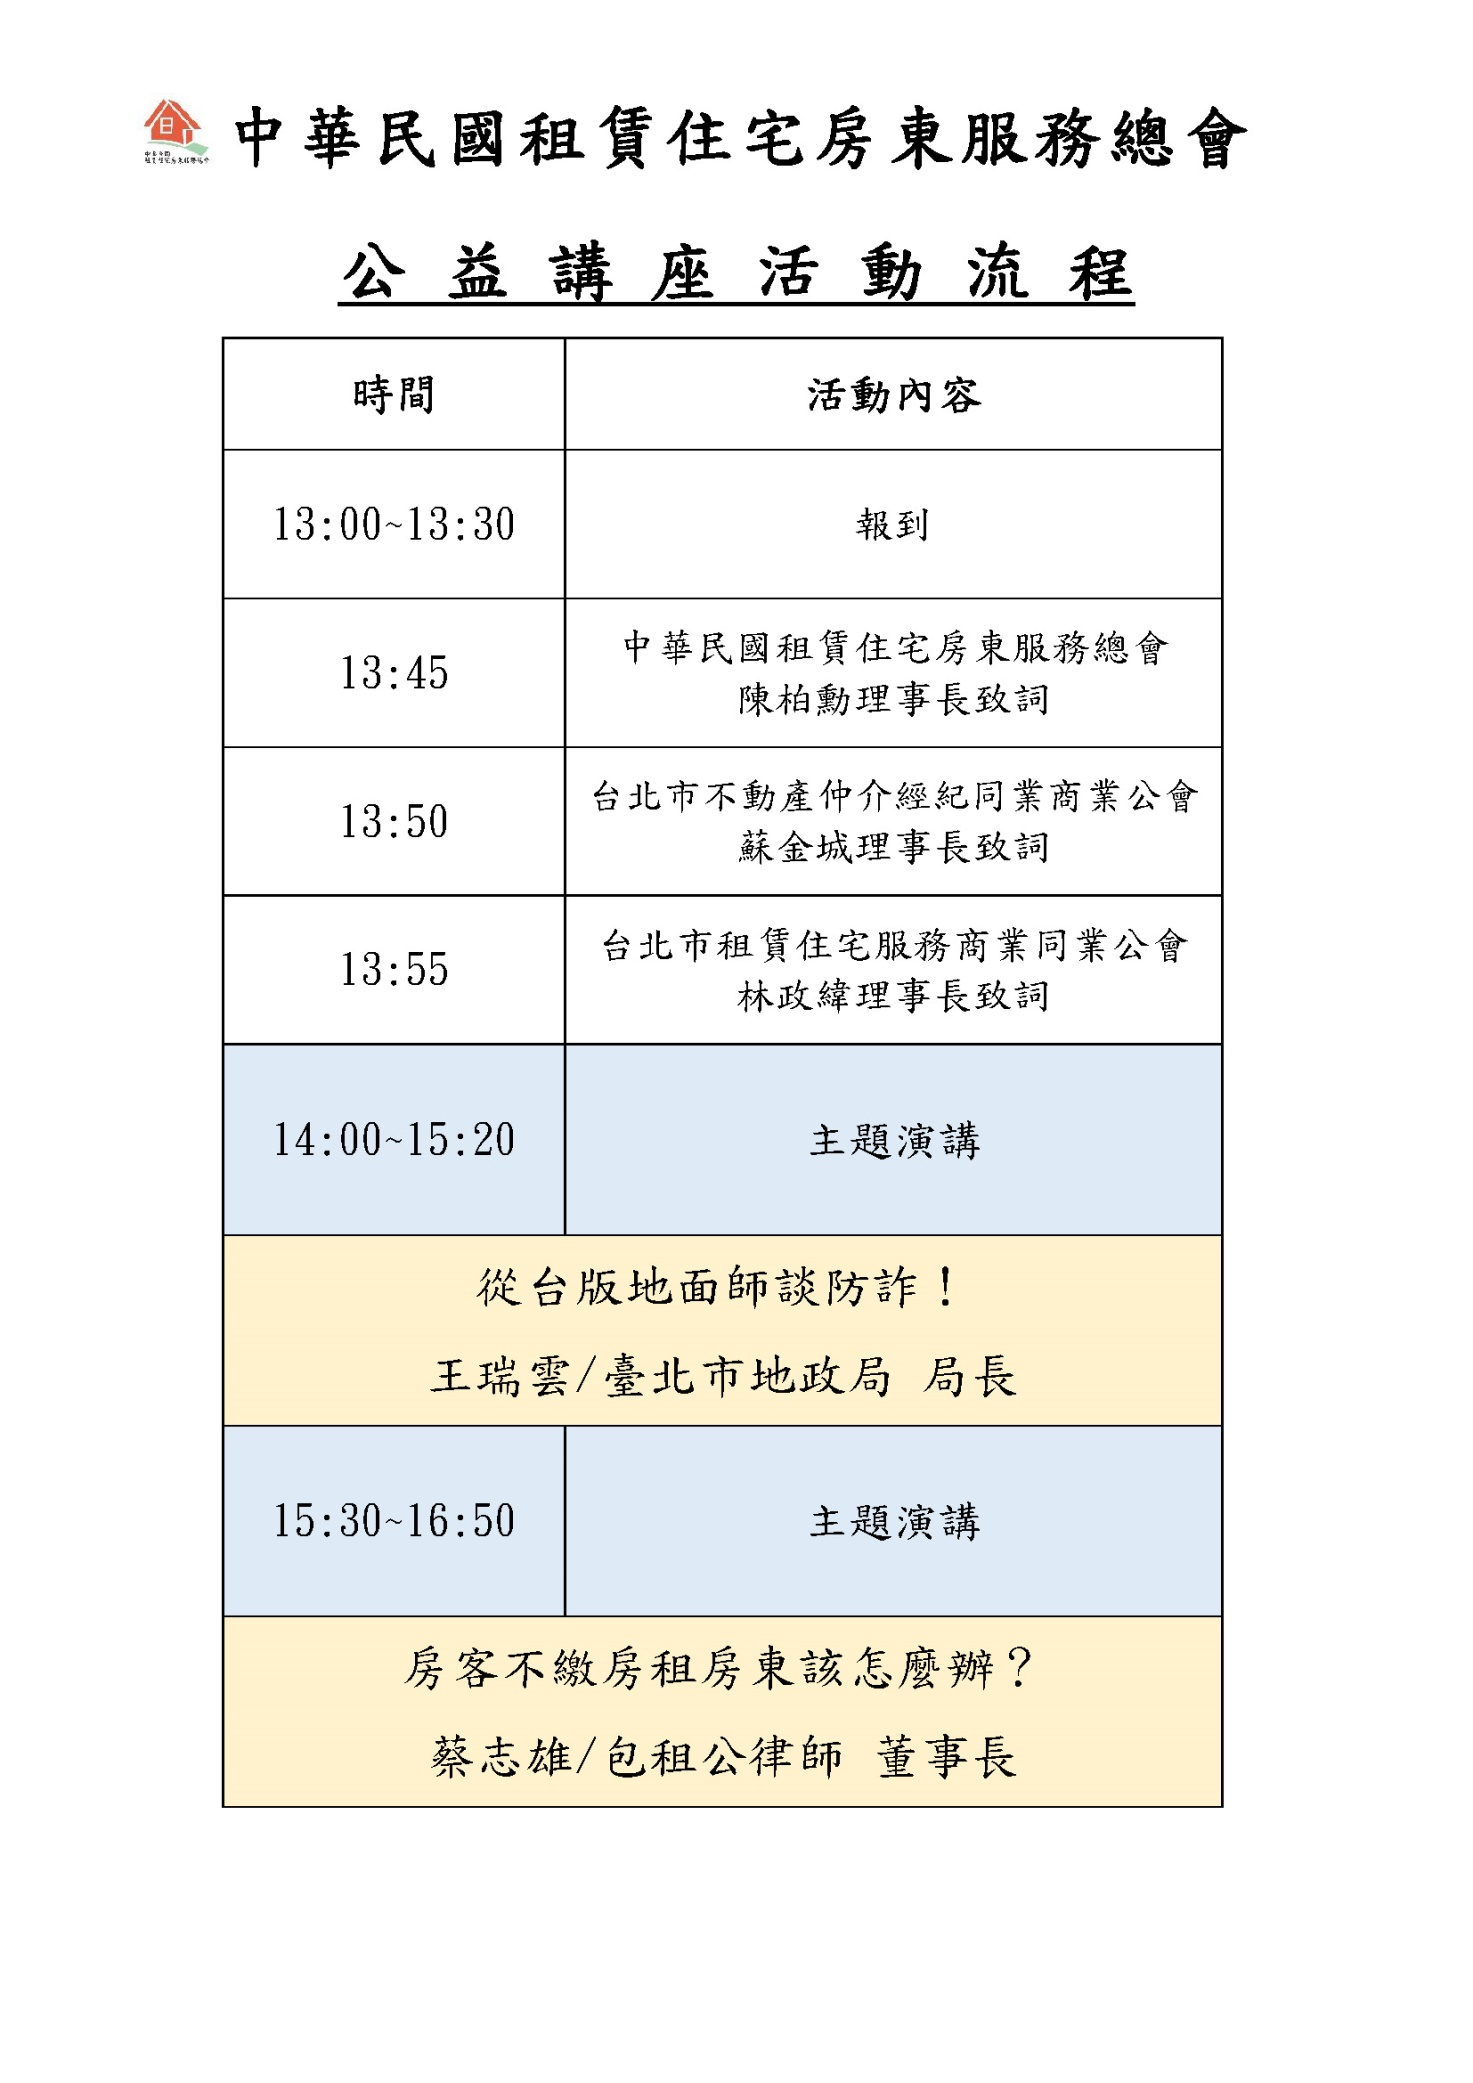 中華民國租賃住宅房東服務總會
公益講座活動流程
時間 活動內容
13:00~13:30 報到
13:45 中華民國租賃住宅房東服務總會
陳柏勳理事長致詞
13:50 台北市不動產仲介經紀同業商業公會
蘇金城理事長致詞
13:55 台北市租賃住宅服務商業同業公會
林政緯理事長致詞
14:00~15:20 主題演講
從台版地面師談防詐！
王瑞雲/臺北市地政局 局長
15:30~16:50 主題演講
房客不繳房租房東該怎麼辦？
蔡志雄/包租公律師 董事長